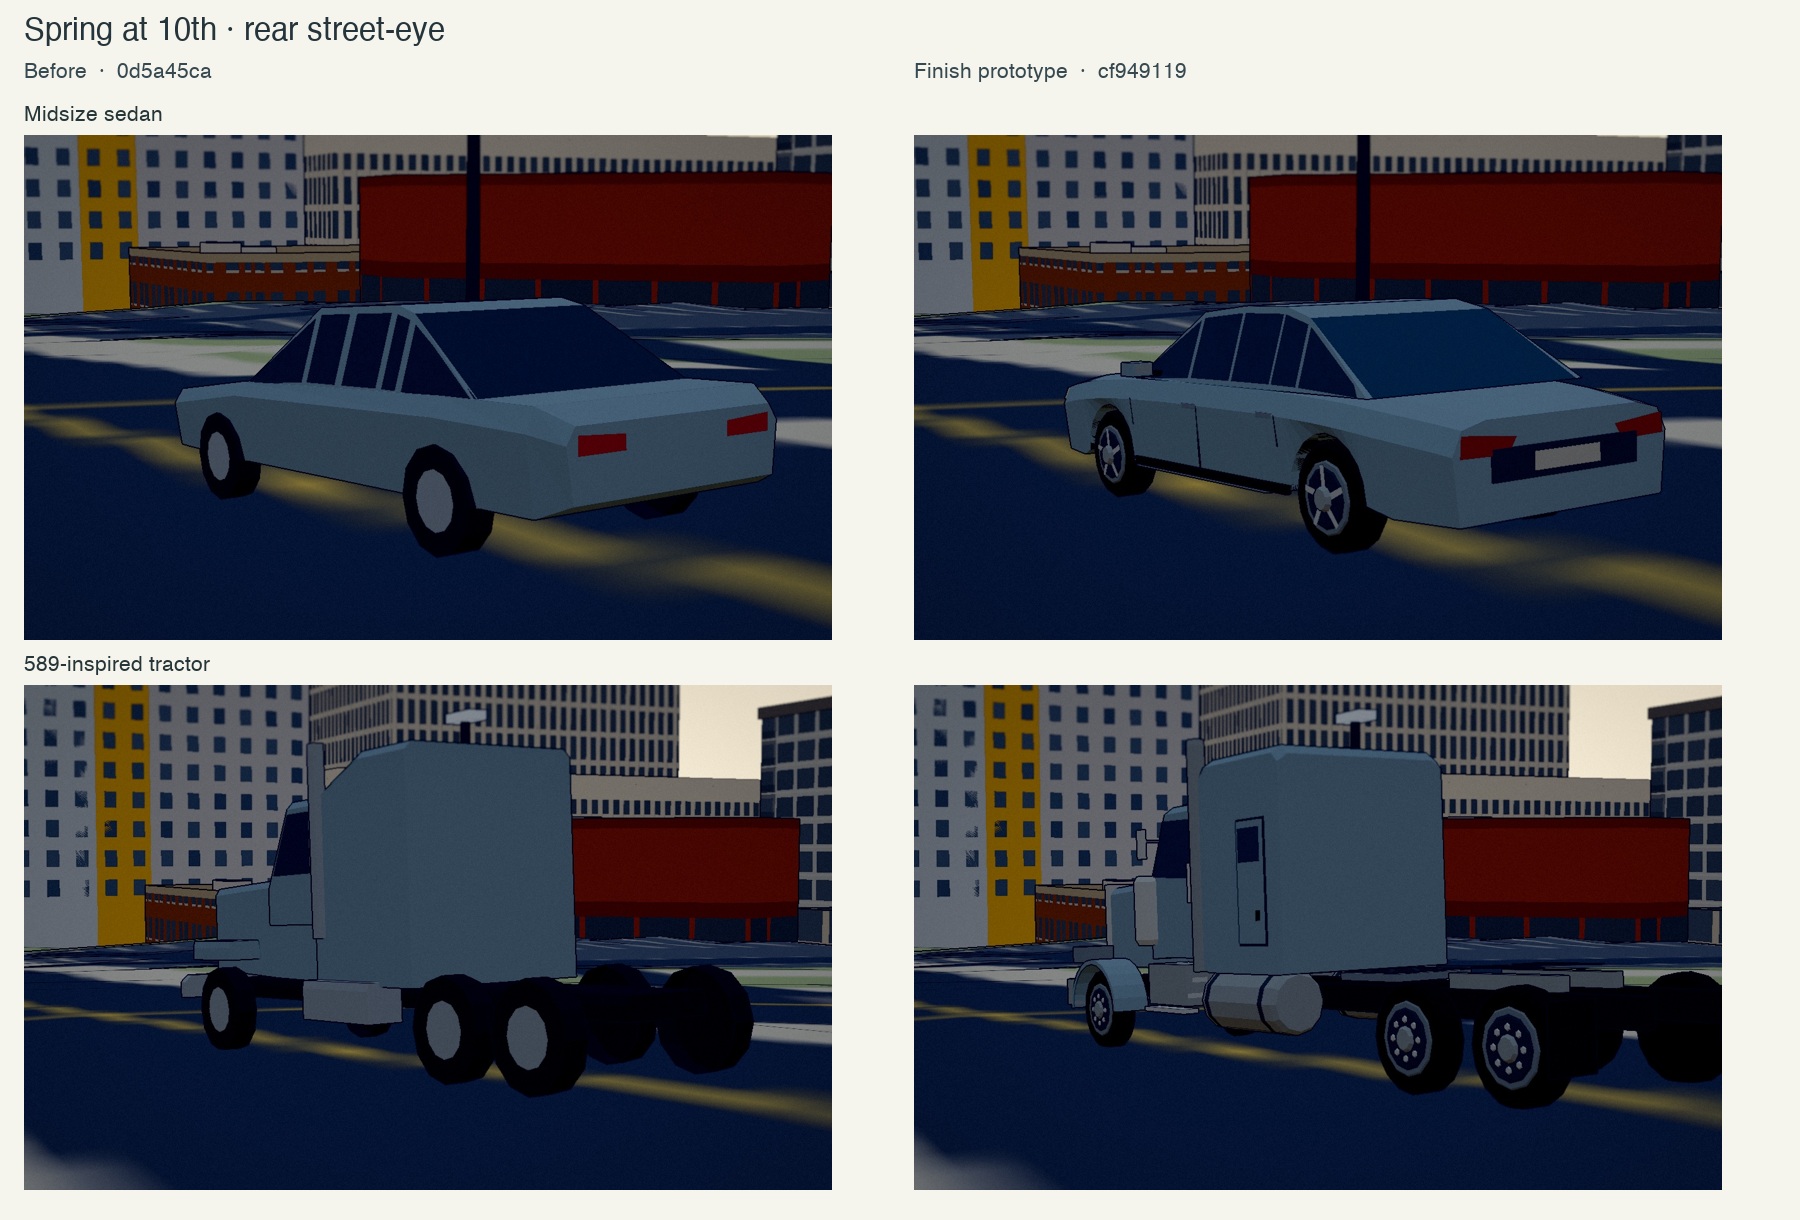 Spring at 10th · rear street-eye
Before · 0d5a45ca
Finish prototype · cf949119
Midsize sedan
589-inspired tractor